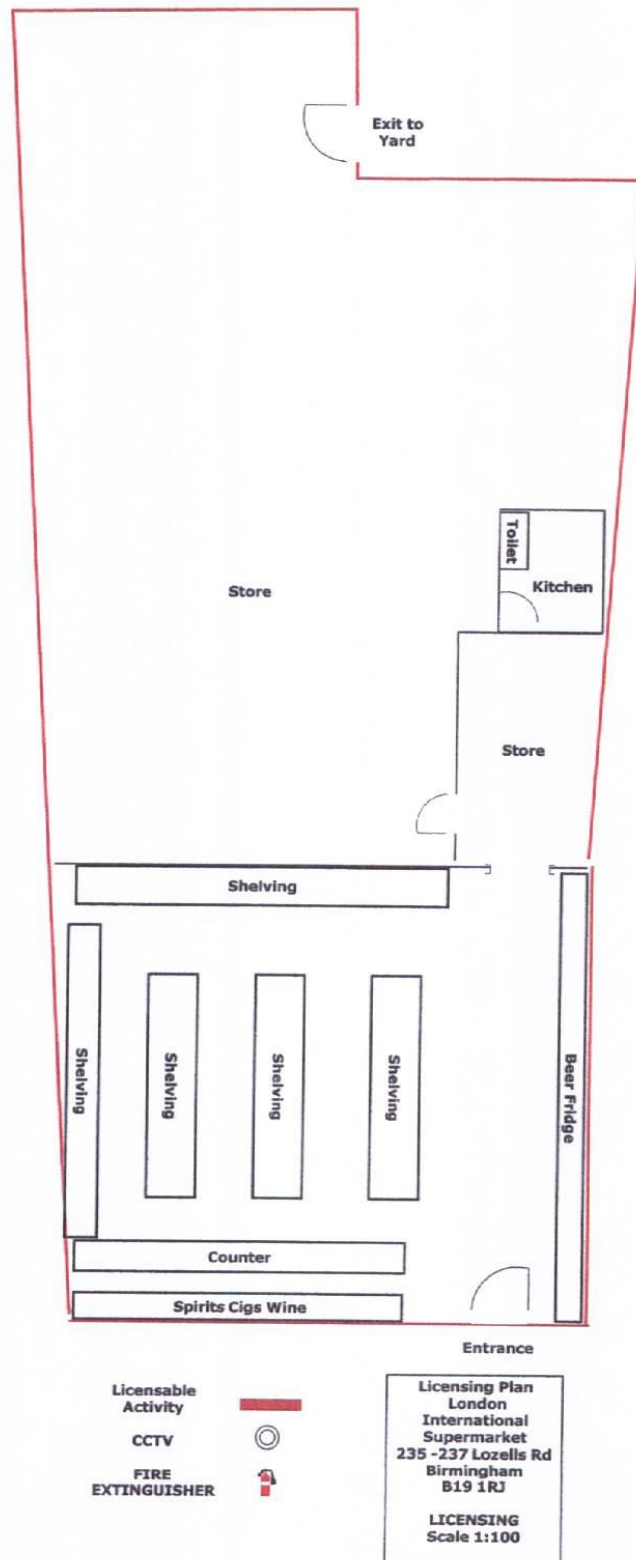 Exit to
Yard
Toilet
Kitchen
Store
Store
Shelving
Shelving
Shelving
Shelving
Shelving
Beer Fridge
Counter
Spirits Cigs Wine
Entrance
Licensable
Activity
CCTV
FIRE
EXTINGUISHER
Licensing Plan
London
International
Supermarket
235 -237 Lozells Rd
Birmingham
B19 1RJ
LICENSING
Scale 1:100